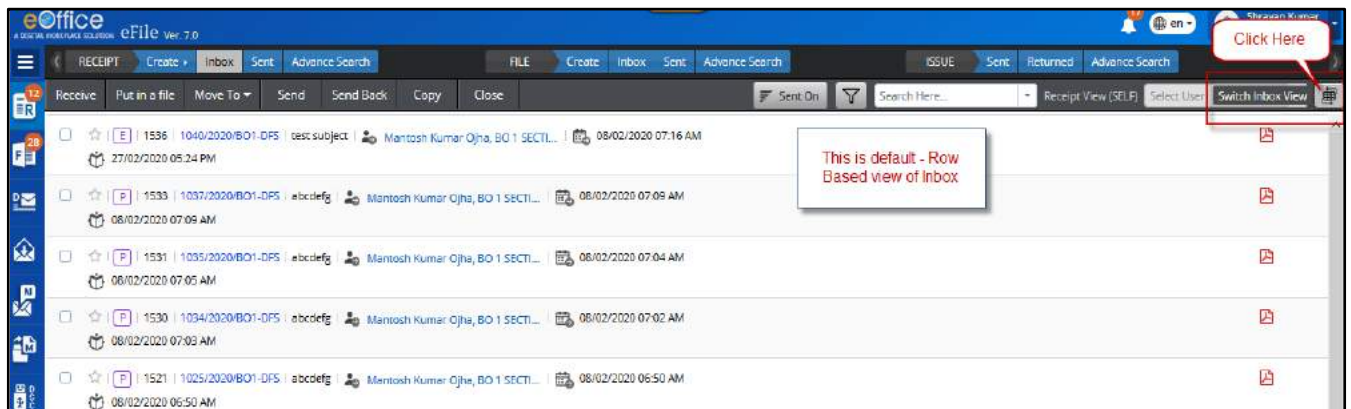 eOffice
A DIGITAL WORKPLACE SOLUTION
eFile Ver. 7.0
17
en
Shravan Kumar
Click Here
RECEIPT Create Inbox Sent Advance Search FILE Create Inbox Sent Advance Search ISSUE Sent Returned Advance Search
12
R
Receive Put in a file Move To Send Send Back Copy Close Sent On Search Here... Receipt View (SELF) Select User Switch Inbox View
E 1536 1040/2020/BO1-DFS test subject Mantosh Kumar Ojha, BO 1 SECTI... 08/02/2020 07:16 AM
28
F
27/02/2020 05:24 PM
This is default - Row
Based view of Inbox
P 1533 1037/2020/BO1-DFS abcdefg Mantosh Kumar Ojha, BO 1 SECTI... 08/02/2020 07:09 AM
D
08/02/2020 07:09 AM
P 1531 1035/2020/BO1-DFS abcdefg Mantosh Kumar Ojha, BO 1 SECTI... 08/02/2020 07:04 AM
08/02/2020 07:05 AM
N
P 1530 1034/2020/BO1-DFS abcdefg Mantosh Kumar Ojha, BO 1 SECTI... 08/02/2020 07:02 AM
M
08/02/2020 07:03 AM
P 1521 1025/2020/BO1-DFS abcdefg Mantosh Kumar Ojha, BO 1 SECTI... 08/02/2020 06:50 AM
DSC
08/02/2020 06:50 AM